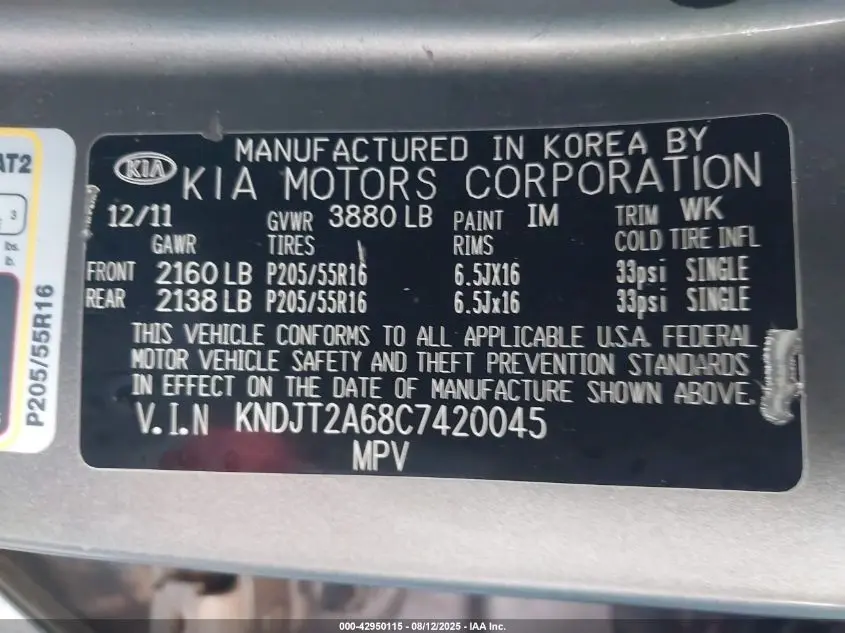 MANUFACTURED IN KOREA BY
KIA KIA MOTORS CORPORATION
12/11 GVWR 3880 LB PAINT IM TRIM WK
GAWR TIRES RIMS COLD TIRE INFL
FRONT 2160 LB P205/55R16 6.5JX16 33psi SINGLE
REAR 2138 LB P205/55R16 6.5Jx16 33psi SINGLE
THIS VEHICLE CONFORMS TO ALL APPLICABLE U.S.A. FEDERAL
MOTOR VEHICLE SAFETY AND THEFT PREVENTION STANDARDS
IN EFFECT ON THE DATE OF MANUFACTURE SHOWN ABOVE.
V.I.N KNDJT2A68C7420045
MPV
AT2
3
lbs.
P205/55R16
000-42950115 - 08/12/2025 - IAA Inc.